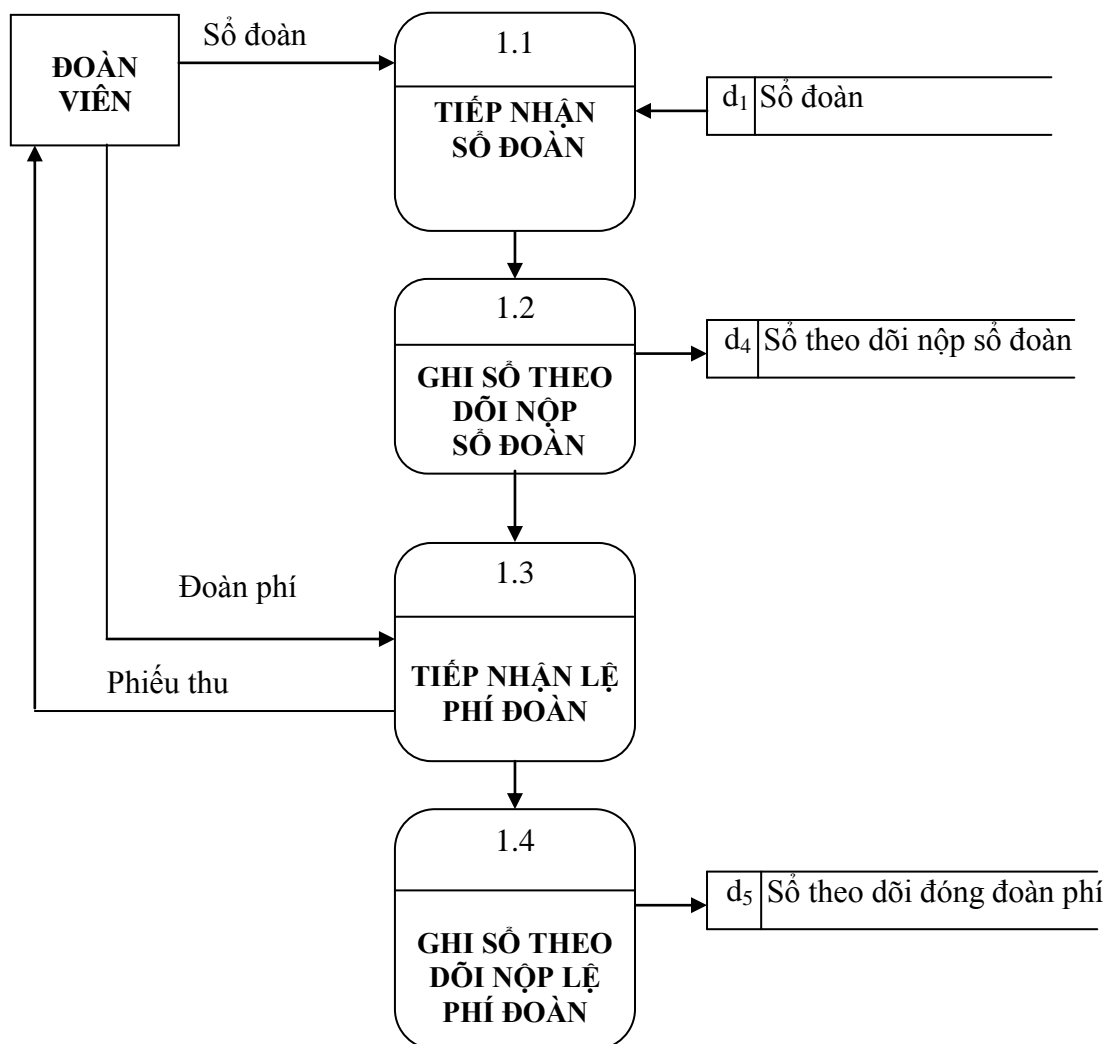 Sổ đoàn
ĐOÀN
VIÊN
1.1
TIẾP NHẬN
SỔ ĐOÀN
d1 Sổ đoàn
1.2
GHI SỔ THEO
DÕI NỘP
SỔ ĐOÀN
d4 Sổ theo dõi nộp sổ đoàn
1.3
Đoàn phí
TIẾP NHẬN LỆ
PHÍ ĐOÀN
Phiếu thu
1.4
GHI SỔ THEO
DÕI NỘP LỆ
PHÍ ĐOÀN
d5 Sổ theo dõi đóng đoàn phí